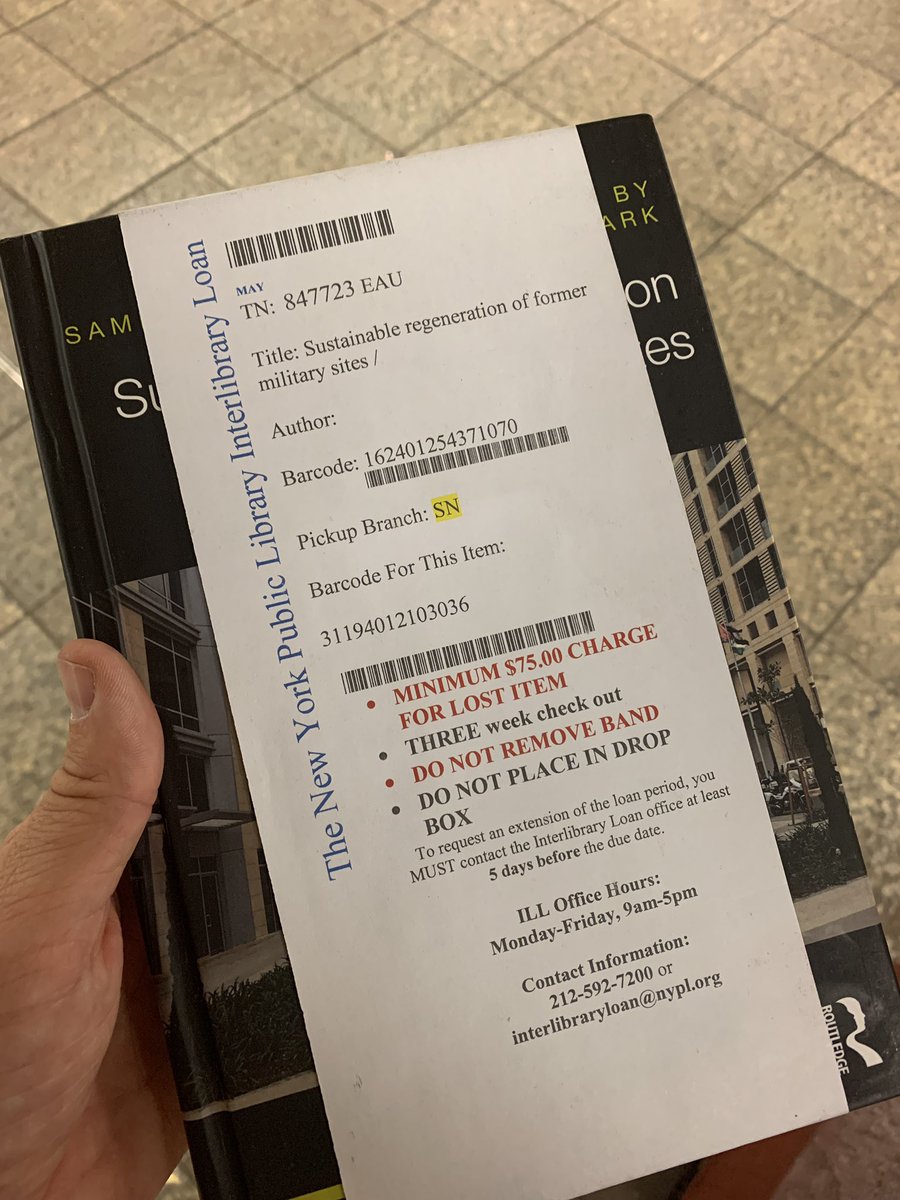 The New York Public Library Interlibrary Loan
MAY
TN: 847723 EAU
Title: Sustainable regeneration of former
military sites /
Author:
Barcode: 162401254371070
Pickup Branch: SN
Barcode For This Item:
31194012103036
• MINIMUM $75.00 CHARGE
FOR LOST ITEM
• THREE week check out
• DO NOT REMOVE BAND
• DO NOT PLACE IN DROP
BOX
To request an extension of the loan period, you
MUST contact the Interlibrary Loan office at least
5 days before the due date.
ILL Office Hours:
Monday-Friday, 9am-5pm
Contact Information:
212-592-7200 or
interlibraryloan@nypl.org
BY
SAM ARK
Su on
es
ROUTLEDGE